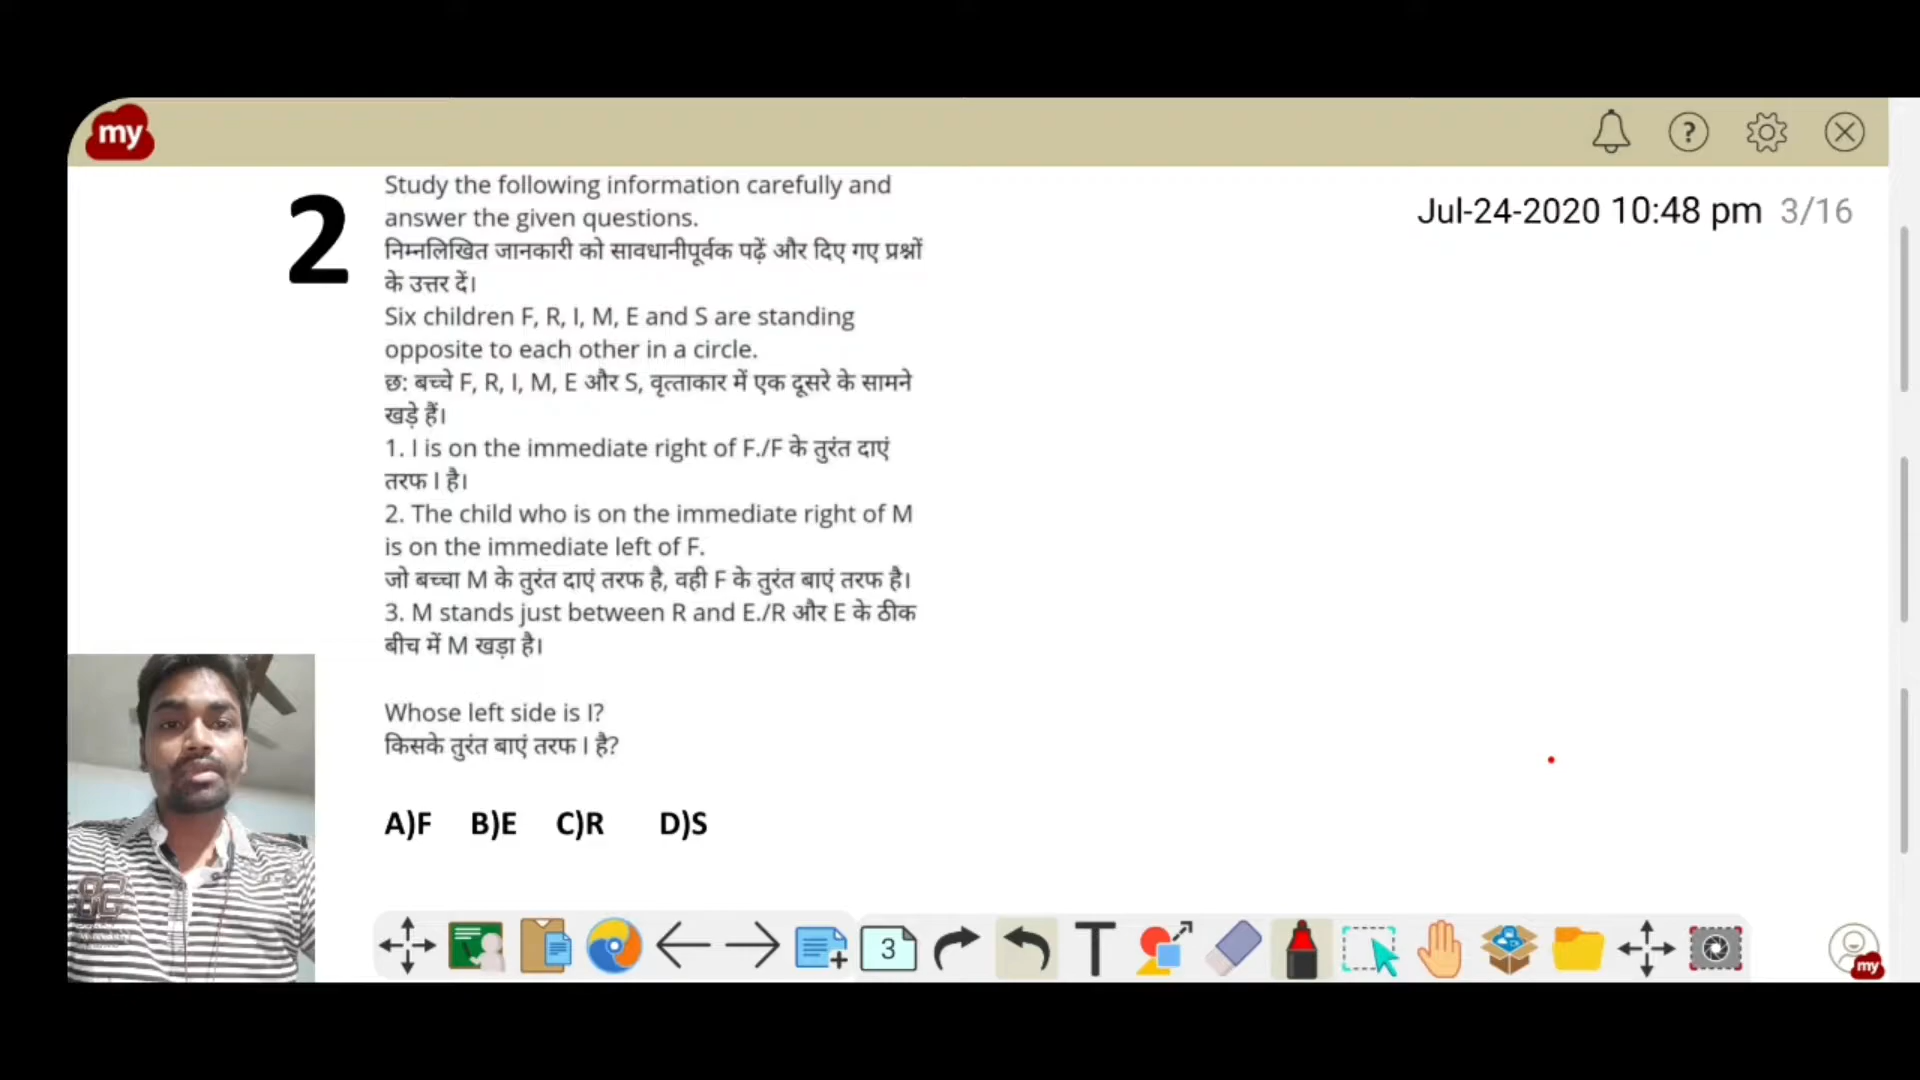 my
Jul-24-2020 10:48 pm 3/16
2
Study the following information carefully and
answer the given questions.
निम्नलिखित जानकारी को सावधानीपूर्वक पढ़ें और दिए गए प्रश्नों
के उत्तर दें।
Six children F, R, I, M, E and S are standing
opposite to each other in a circle.
छ: बच्चे F, R, I, M, E और S, वृत्ताकार में एक दूसरे के सामने
खड़े हैं।
1. I is on the immediate right of F./F के तुरंत दाएं
तरफ I है।
2. The child who is on the immediate right of M
is on the immediate left of F.
जो बच्चा M के तुरंत दाएं तरफ है, वही F के तुरंत बाएं तरफ है।
3. M stands just between R and E./R और E के ठीक
बीच में M खड़ा है।
Whose left side is I?
किसके तुरंत बाएं तरफ I है?
A)F B)E C)R D)S
3
T
my